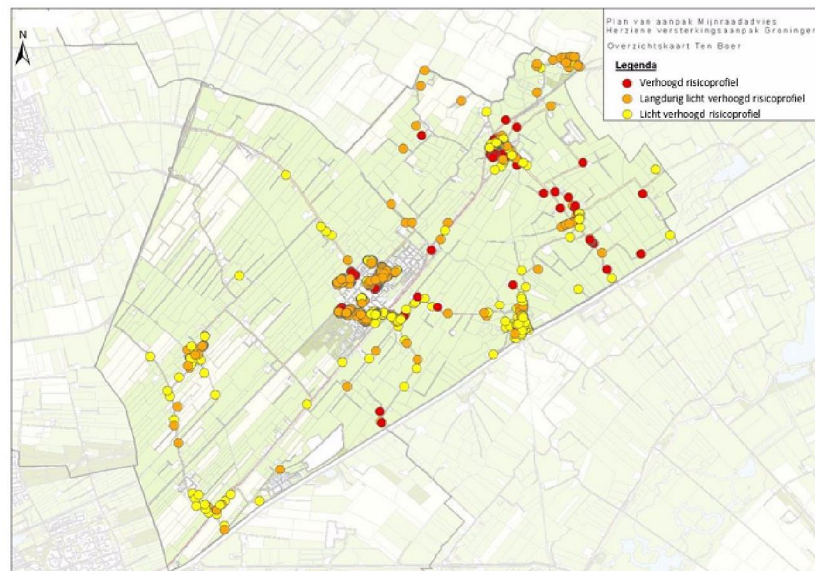 Plan van aanpak Mijnraadadvies
Herziene versterkingsaanpak Groningen
Overzichtskaart Ten Boer
Legenda
Verhoogd risicoprofiel
Langdurig licht verhoogd risicoprofiel
Licht verhoogd risicoprofiel
N